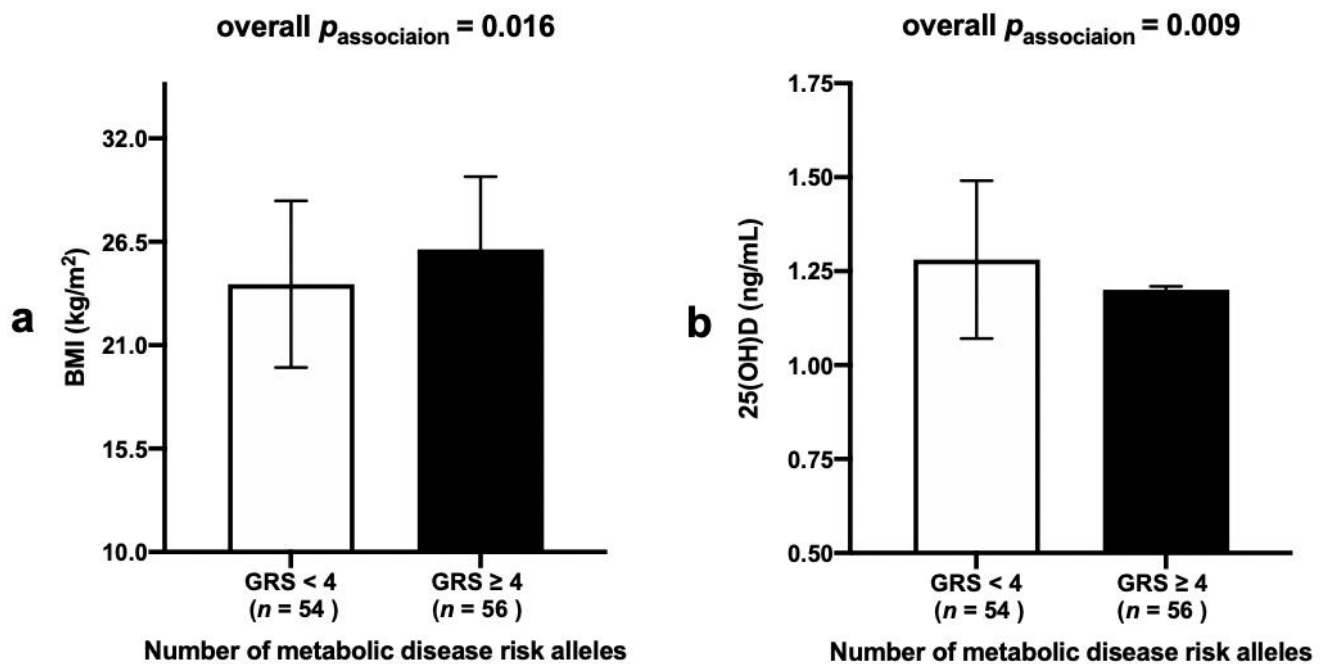 overall passociaion = 0.016
a
BMI (kg/m2)
32.0
26.5
21.0
15.5
10.0
GRS < 4
(n = 54 )
GRS ≥ 4
(n = 56 )
Number of metabolic disease risk alleles
overall passociaion = 0.009
b
25(OH)D (ng/mL)
1.75
1.50
1.25
1.00
0.75
0.50
GRS < 4
(n = 54 )
GRS ≥ 4
(n = 56 )
Number of metabolic disease risk alleles